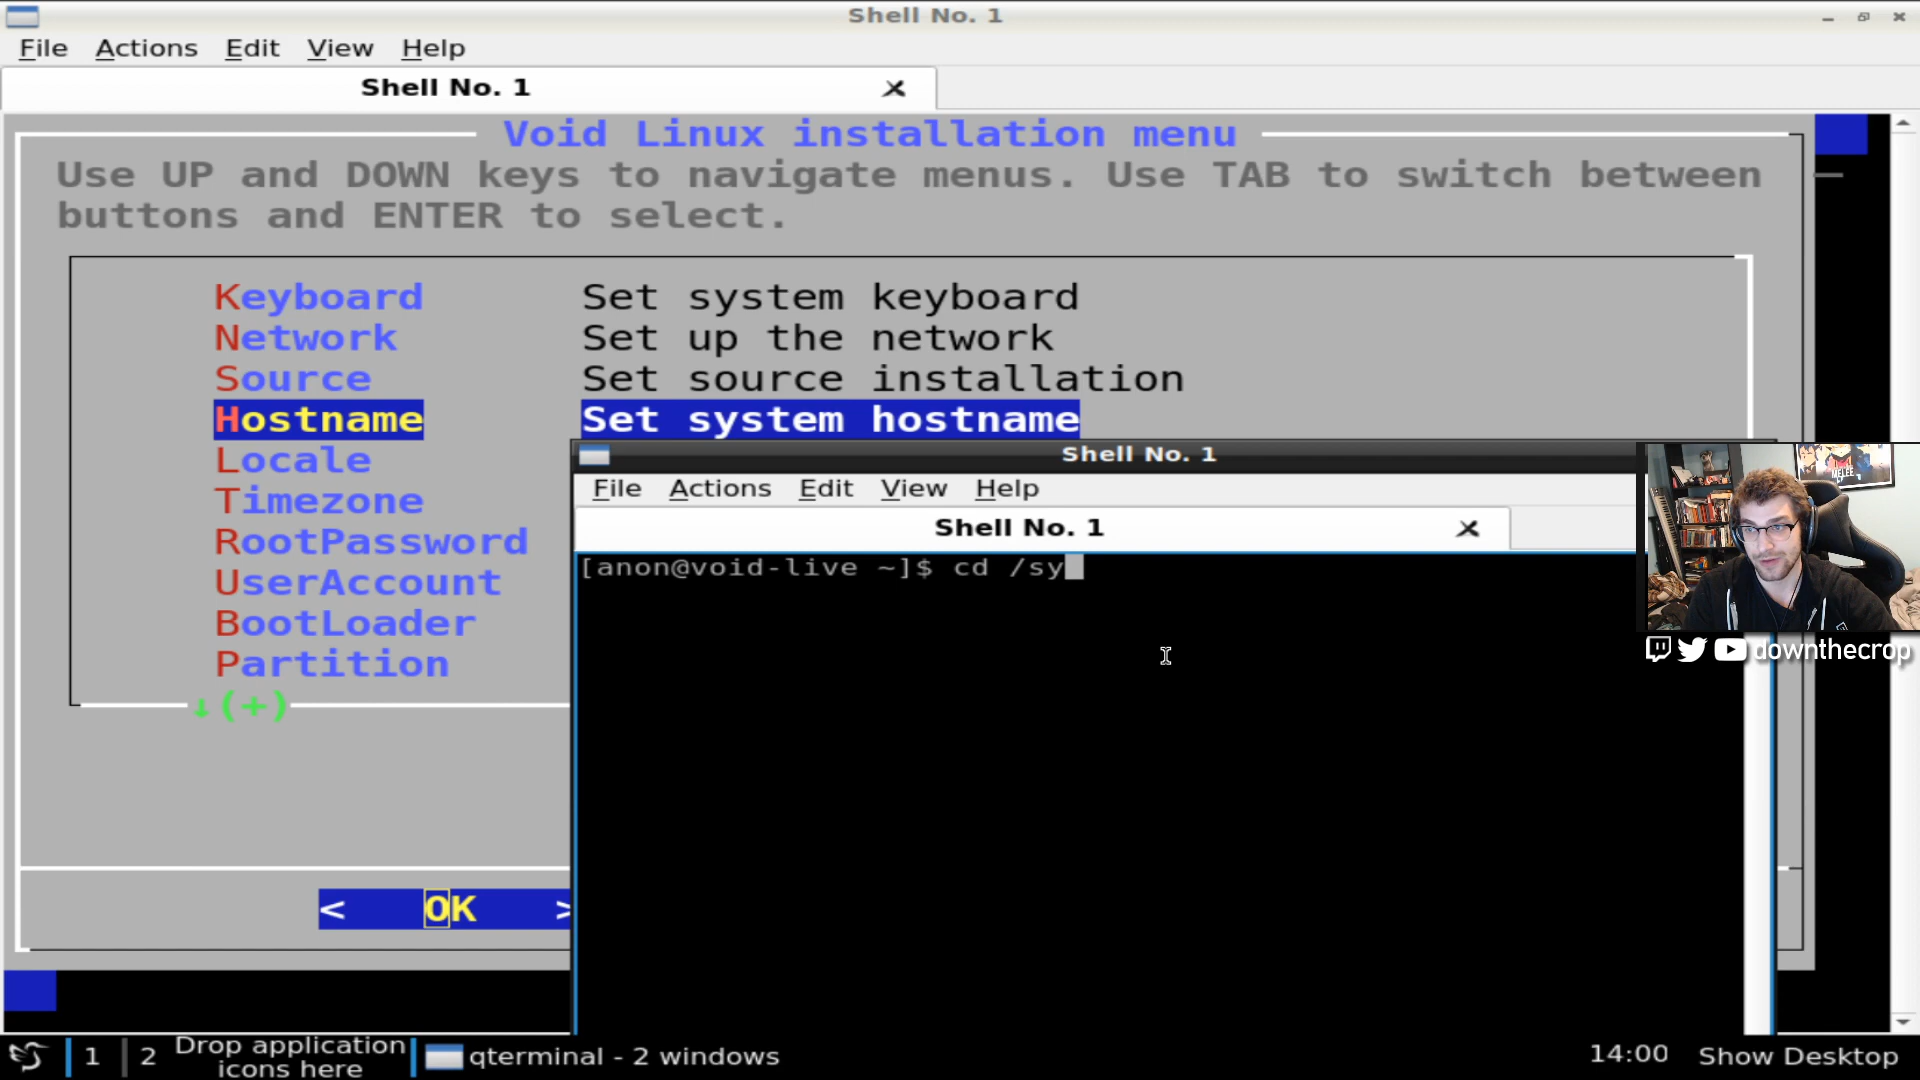 Shell No. 1
File Actions Edit View Help
Shell No. 1
Void Linux installation menu
Use UP and DOWN keys to navigate menus. Use TAB to switch between
buttons and ENTER to select.
Keyboard Set system keyboard
Network Set up the network
Source Set source installation
Hostname Set system hostname
Locale
Timezone
RootPassword
UserAccount
BootLoader
Partition
↓(+)
< OK >
Shell No. 1
File Actions Edit View Help
Shell No. 1
[anon@void-live ~]$ cd /sy
MELEE
downthecrop
1 2 Drop application
icons here
qterminal - 2 windows
14:00 Show Desktop